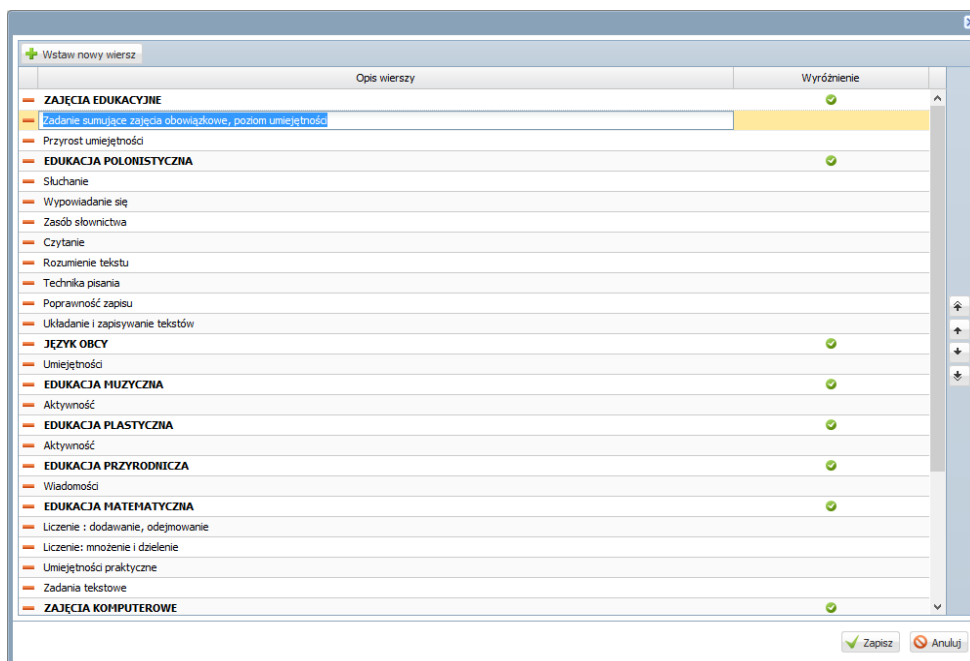 Wstaw nowy wiersz
Opis wierszy Wyróżnienie
ZAJĘCIA EDUKACYJNE
Zadanie sumujące zajęcia obowiązkowe, poziom umiejętności
Przyrost umiejętności
EDUKACJA POLONISTYCZNA
Słuchanie
Wypowiadanie się
Zasób słownictwa
Czytanie
Rozumienie tekstu
Technika pisania
Poprawność zapisu
Układanie i zapisywanie tekstów
JĘZYK OBCY
Umiejętności
EDUKACJA MUZYCZNA
Aktywność
EDUKACJA PLASTYCZNA
Aktywność
EDUKACJA PRZYRODNICZA
Wiadomości
EDUKACJA MATEMATYCZNA
Liczenie : dodawanie, odejmowanie
Liczenie: mnożenie i dzielenie
Umiejętności praktyczne
Zadania tekstowe
ZAJĘCIA KOMPUTEROWE
Zapisz Anuluj